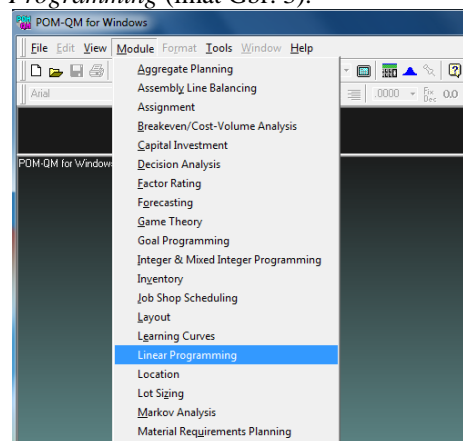 Programming (lihat Gbr. 3).
POM-QM for Windows
File Edit View Module Format Tools Window Help
Arial
.0000
Fix Dec 0.0
POM-QM for Windows
Aggregate Planning
Assembly Line Balancing
Assignment
Breakeven/Cost-Volume Analysis
Capital Investment
Decision Analysis
Factor Rating
Forecasting
Game Theory
Goal Programming
Integer & Mixed Integer Programming
Inventory
Job Shop Scheduling
Layout
Learning Curves
Linear Programming
Location
Lot Sizing
Markov Analysis
Material Requirements Planning